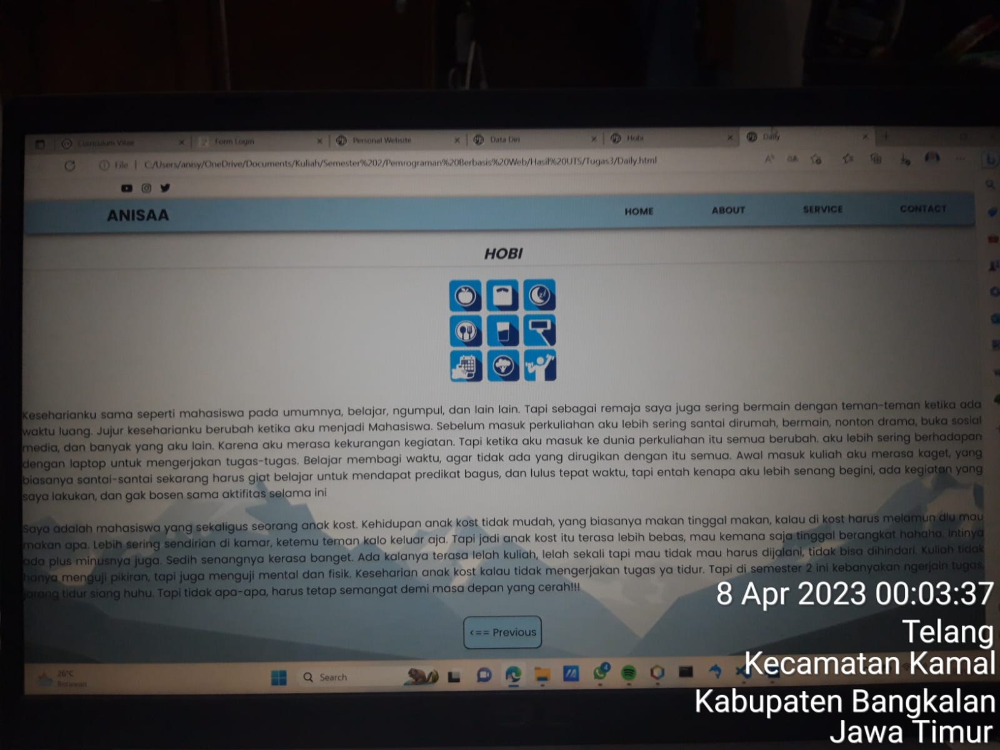 Curriculum Vitae
Form Login
Personal Website
Data Diri
Hobi
Daily
File | C:/Users/anisy/OneDrive/Documents/Kuliah/Semester%202/Pemrograman%20Berbasis%20Web/Hasil%20UTS/Tugas3/Daily.html
ANISAA
HOME
ABOUT
SERVICE
CONTACT
HOBI
Keseharianku sama seperti mahasiswa pada umumnya, belajar, ngumpul, dan lain lain. Tapi sebagai remaja saya juga sering bermain dengan teman-teman ketika ada
waktu luang. Jujur keseharianku berubah ketika aku menjadi Mahasiswa. Sebelum masuk perkuliahan aku lebih sering santai dirumah, bermain, nonton drama, buka sosial
media, dan banyak yang aku lain. Karena aku merasa kekurangan kegiatan. Tapi ketika aku masuk ke dunia perkuliahan itu semua berubah. aku lebih sering berhadapan
dengan laptop untuk mengerjakan tugas-tugas. Belajar membagi waktu, agar tidak ada yang dirugikan dengan itu semua. Awal masuk kuliah aku merasa kaget, yang
biasanya santai-santai sekarang harus giat belajar untuk mendapat predikat bagus, dan lulus tepat waktu, tapi entah kenapa aku lebih senang begini, ada kegiatan yang
saya lakukan, dan gak bosen sama aktifitas selama ini
Saya adalah mahasiswa yang sekaligus seorang anak kost. Kehidupan anak kost tidak mudah, yang biasanya makan tinggal makan, kalau di kost harus melamun dlu mau
makan apa. Lebih sering sendirian di kamar, ketemu teman kalo keluar aja. Tapi jadi anak kost itu terasa lebih bebas, mau kemana saja tinggal berangkat hahaha. Intinya
ada plus minusnya juga. Sedih senangnya kerasa banget. Ada kalanya terasa lelah kuliah, lelah sekali tapi mau tidak mau harus dijalani, tidak bisa dihindari. Kuliah tidak
hanya menguji pikiran, tapi juga menguji mental dan fisik. Keseharian anak kost kalau tidak mengerjakan tugas ya tidur. Tapi di semester 2 ini kebanyakan ngerjain tugas,
jarang tidur siang huhu. Tapi tidak apa-apa, harus tetap semangat demi masa depan yang cerah!!!
<== Previous
26°C
Berawan
Search
4
8 Apr 2023 00:03:37
Telang
Kecamatan Kamal
Kabupaten Bangkalan
Jawa Timur